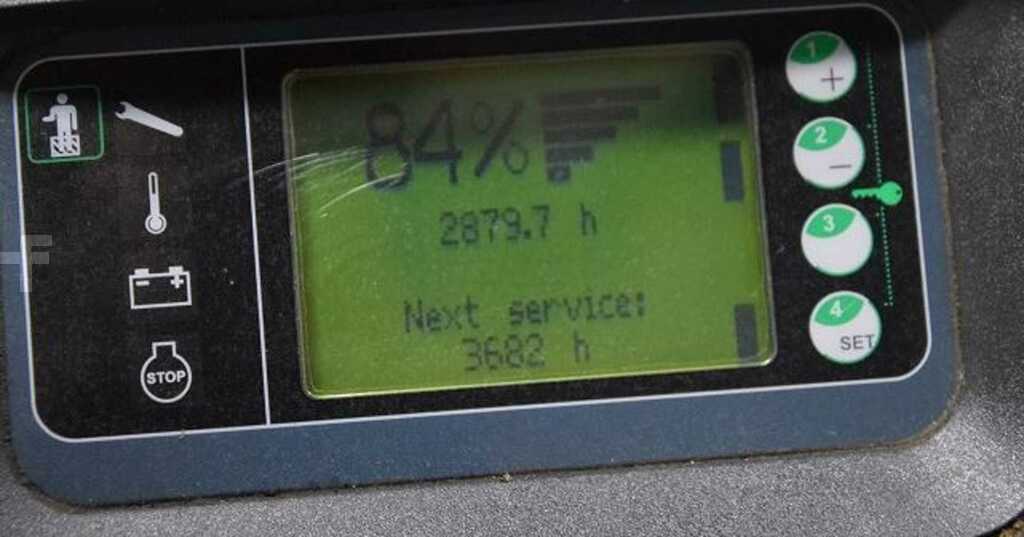 84%
2879.7 h
Next service:
3682 h
STOP
1
+
2
-
3
4
SET